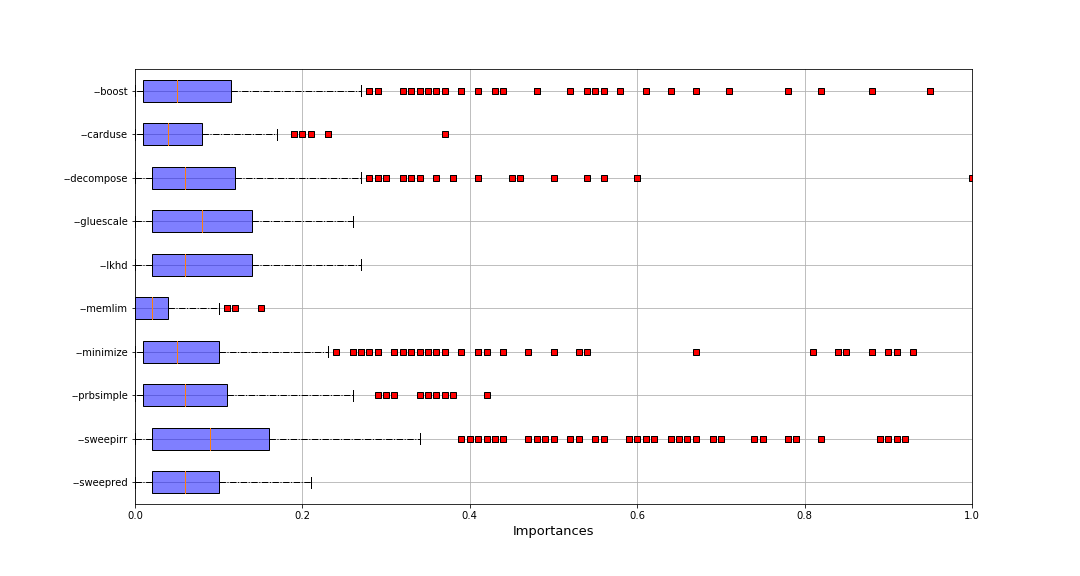 −boost
−carduse
−decompose
−gluescale
−lkhd
−memlim
−minimize
−prbsimple
−sweepirr
−sweepred
0.0 0.2 0.4 0.6 0.8 1.0
Importances